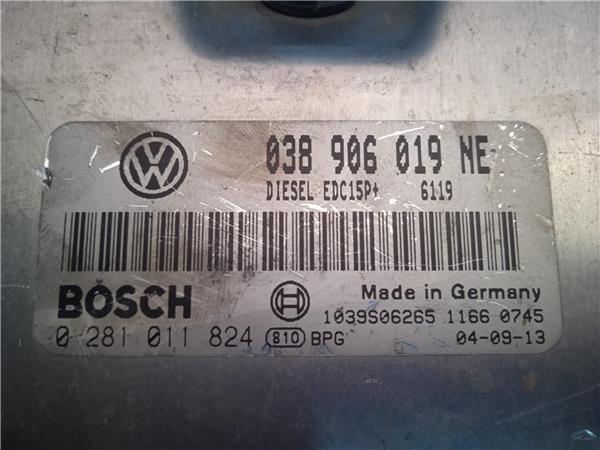 038 906 019 NE
DIESEL EDC15P+ 6119
BOSCH
Made in Germany
1039S06265 1166 0745
0 281 011 824 810 BPG 04-09-13